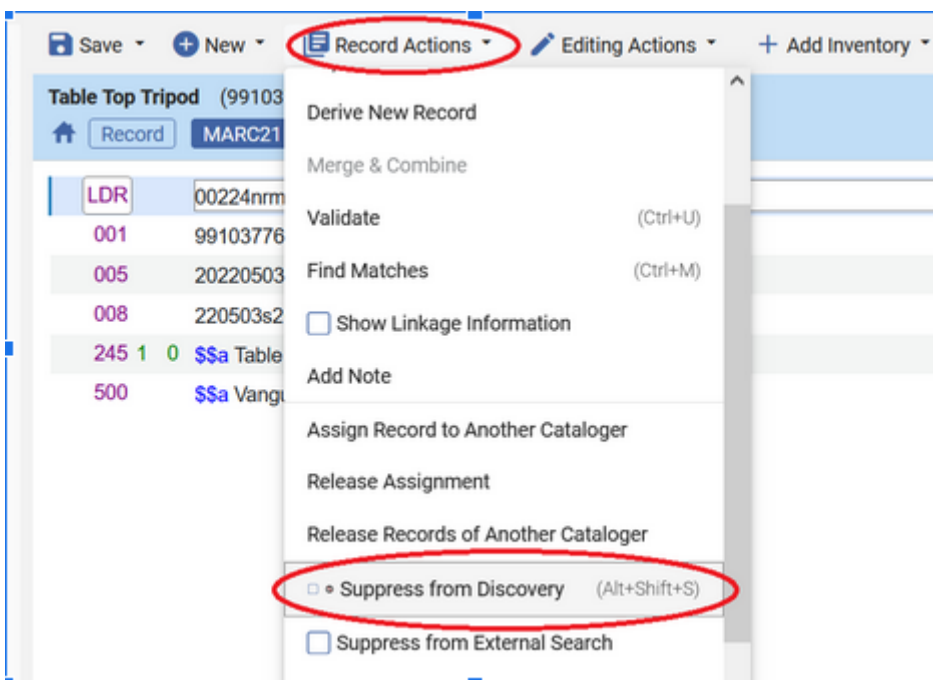 Save New Record Actions Editing Actions + Add Inventory
Table Top Tripod (99103
Record MARC21
Derive New Record
Merge & Combine
Validate (Ctrl+U)
Find Matches (Ctrl+M)
Show Linkage Information
Add Note
Assign Record to Another Cataloger
Release Assignment
Release Records of Another Cataloger
Suppress from Discovery (Alt+Shift+S)
Suppress from External Search
LDR 00224nrm
001 99103776
005 20220503
008 220503s2
245 1 0 $$a Table
500 $$a Vangu